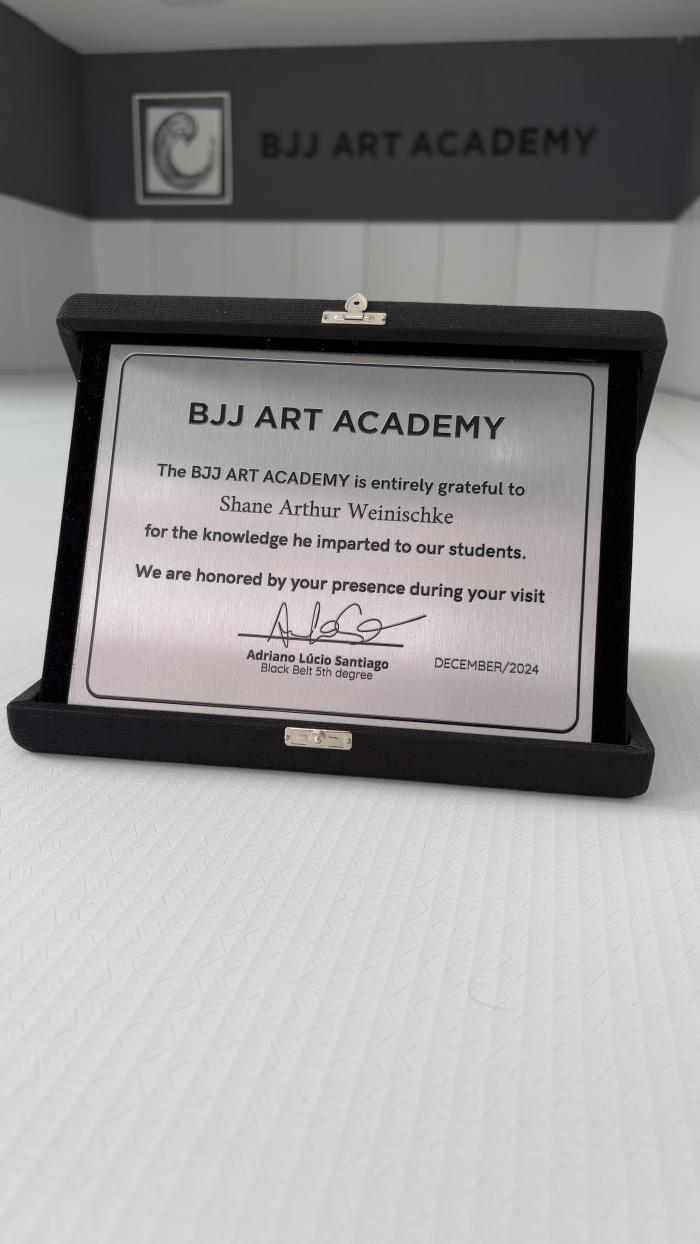 BJJ ART ACADEMY
BJJ ART ACADEMY
The BJJ ART ACADEMY is entirely grateful to
Shane Arthur Weinischke
for the knowledge he imparted to our students.
We are honored by your presence during your visit
Adriano Lúcio Santiago
Black Belt 5th degree
DECEMBER/2024